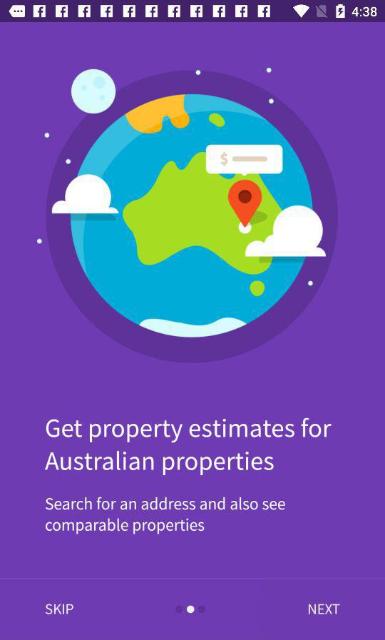 4:38
$
Get property estimates for
Australian properties
Search for an address and also see
comparable properties
SKIP
NEXT